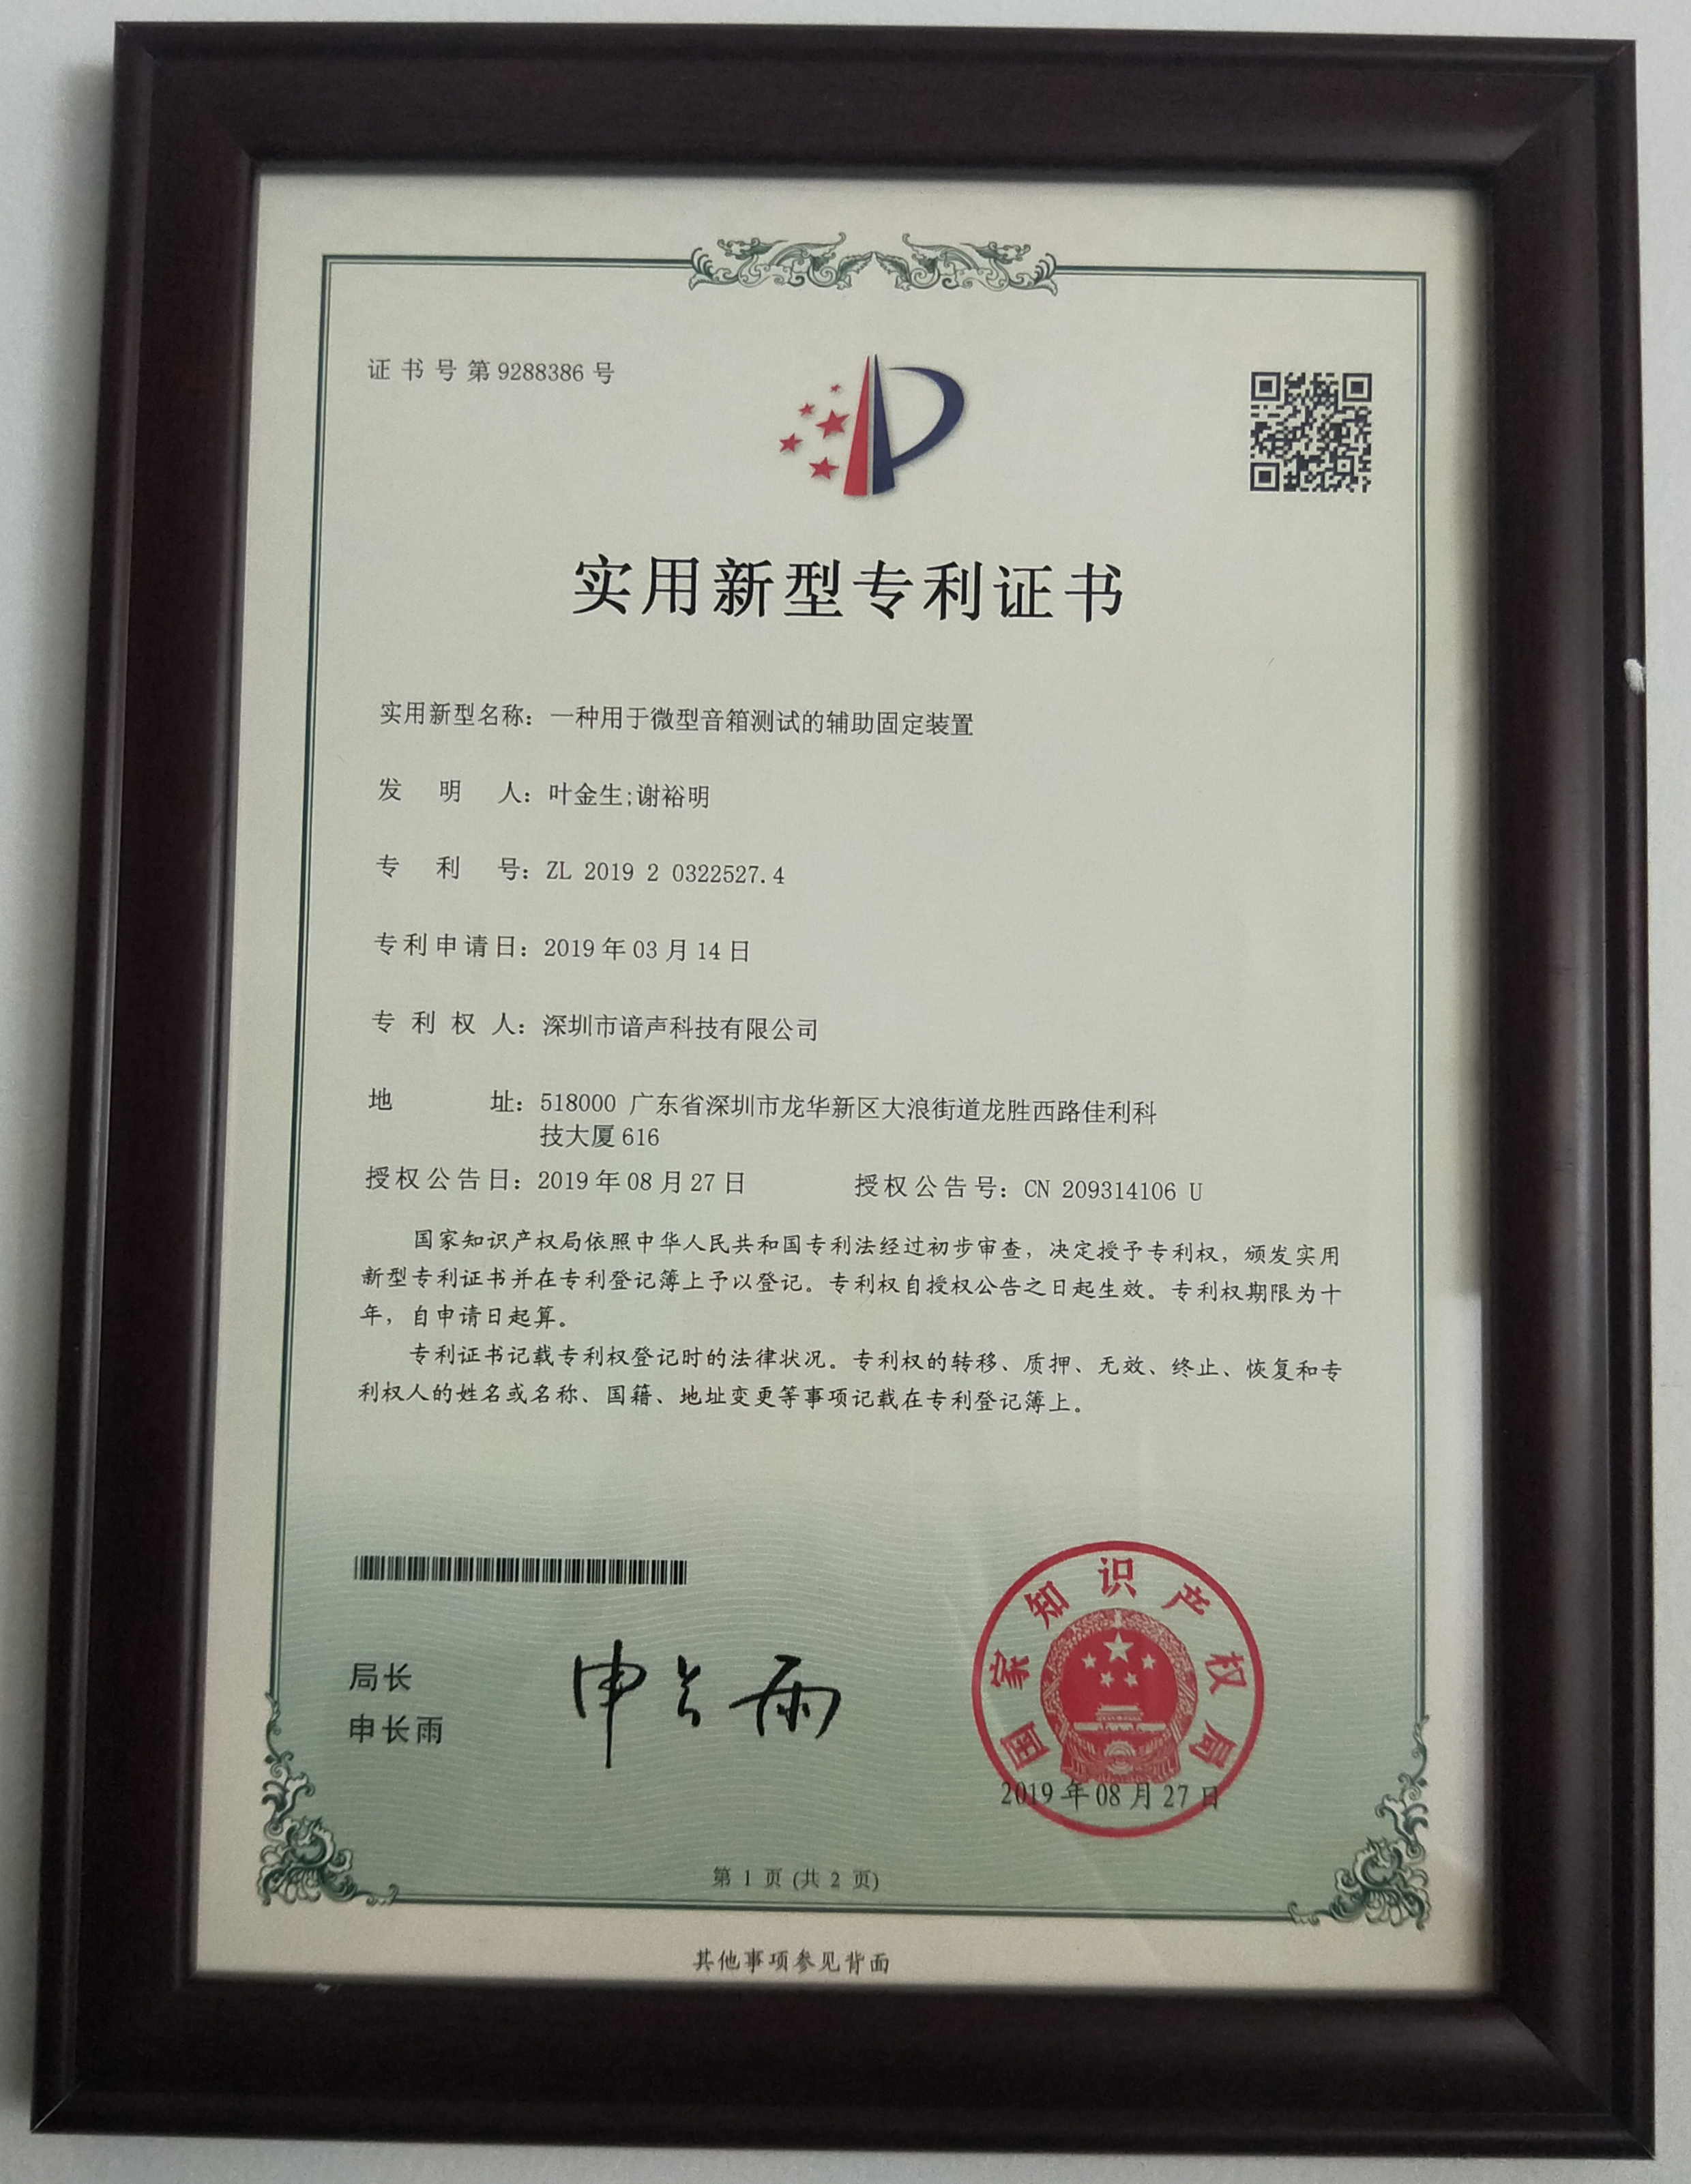 证书号第9288386号
实用新型专利证书
实用新型名称：一种用于微型音箱测试的辅助固定装置
发明人：叶金生;谢裕明
专利号：ZL 2019 2 0322527.4
专利申请日：2019年03月14日
专利权人：深圳市谙声科技有限公司
地址：518000 广东省深圳市龙华新区大浪街道龙胜西路佳利科
技大厦616
授权公告日：2019年08月27日 授权公告号：CN 209314106 U
国家知识产权局依照中华人民共和国专利法经过初步审查，决定授予专利权，颁发实用
新型专利证书并在专利登记簿上予以登记。专利权自授权公告之日起生效。专利权期限为十
年，自申请日起算。
专利证书记载专利权登记时的法律状况。专利权的转移、质押、无效、终止、恢复和专
利权人的姓名或名称、国籍、地址变更等事项记载在专利登记簿上。
局长
申长雨
申长雨
国家知识产权局
2019年08月27日
第 1 页 (共 2 页)
其他事项参见背面